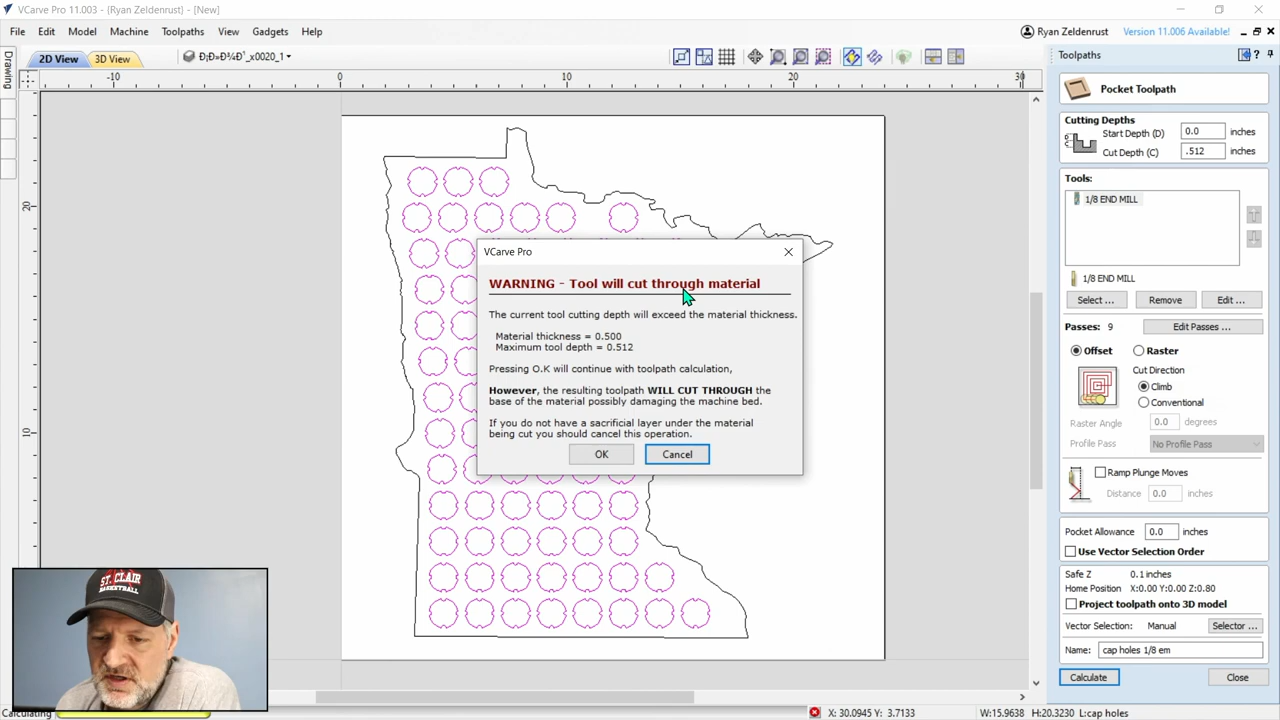 VCarve Pro 11.003 - (Ryan Zeldenrust) - [New]
File Edit Model Machine Toolpaths View Gadgets Help
Ryan Zeldenrust Version 11.006 Available!
2D View 3D View Ð¡Ð»Ð¾Ð¹_x0020_1
Drawing
-10 0 10 20 30
20
10
Toolpaths
Pocket Toolpath
Cutting Depths
Start Depth (D) 0.0 inches
Cut Depth (C) .512 inches
Tools:
1/8 END MILL
1/8 END MILL
Select ... Remove Edit ...
Passes: 9 Edit Passes ...
Offset Raster
Cut Direction
Climb
Conventional
Raster Angle 0.0 degrees
Profile Pass No Profile Pass
Ramp Plunge Moves
Distance 0.0 inches
Pocket Allowance 0.0 inches
Use Vector Selection Order
Safe Z 0.1 inches
Home Position X:0.00 Y:0.00 Z:0.80
Project toolpath onto 3D model
Vector Selection: Manual Selector ...
Name: cap holes 1/8 em
Calculate Close
VCarve Pro
WARNING - Tool will cut through material
The current tool cutting depth will exceed the material thickness.
Material thickness = 0.500
Maximum tool depth = 0.512
Pressing O.K will continue with toolpath calculation,
However, the resulting toolpath WILL CUT THROUGH the
base of the material possibly damaging the machine bed.
If you do not have a sacrificial layer under the material
being cut you should cancel this operation.
OK Cancel
ST. CLAIR
BASKETBALL
Calculating
X: 30.0945 Y: 3.7133 W:15.9638 H:20.3230 L:cap holes